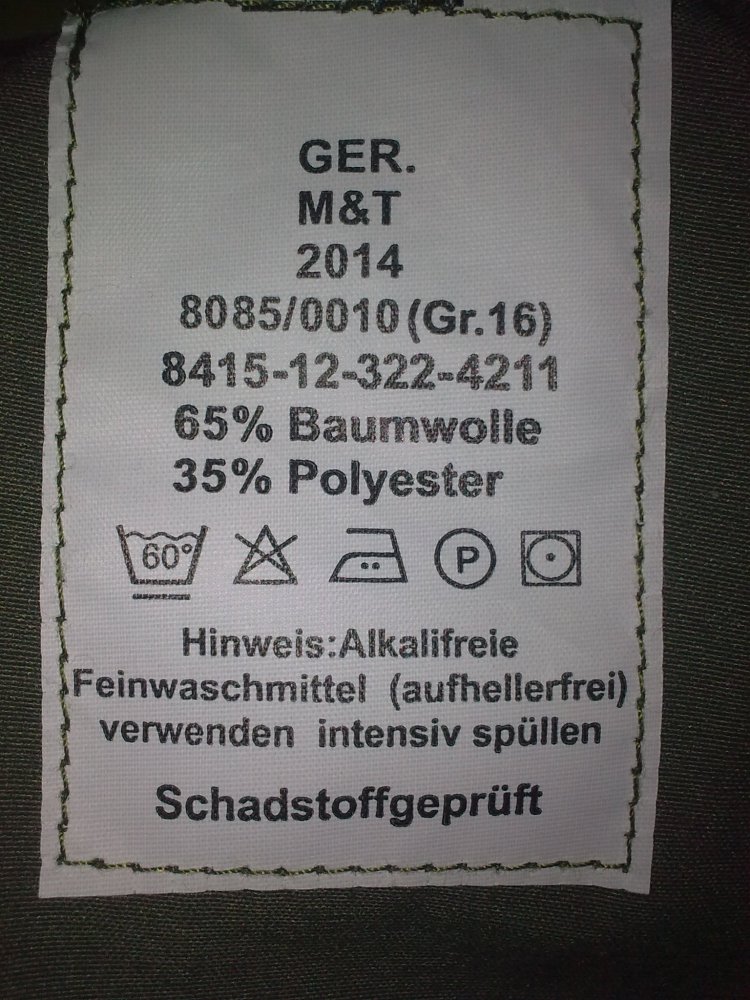 GER.
M&T
2014
8085/0010 (Gr.16)
8415-12-322-4211
65% Baumwolle
35% Polyester
60° P
Hinweis:Alkalifreie
Feinwaschmittel (aufhellerfrei)
verwenden intensiv spüllen
Schadstoffgeprüft